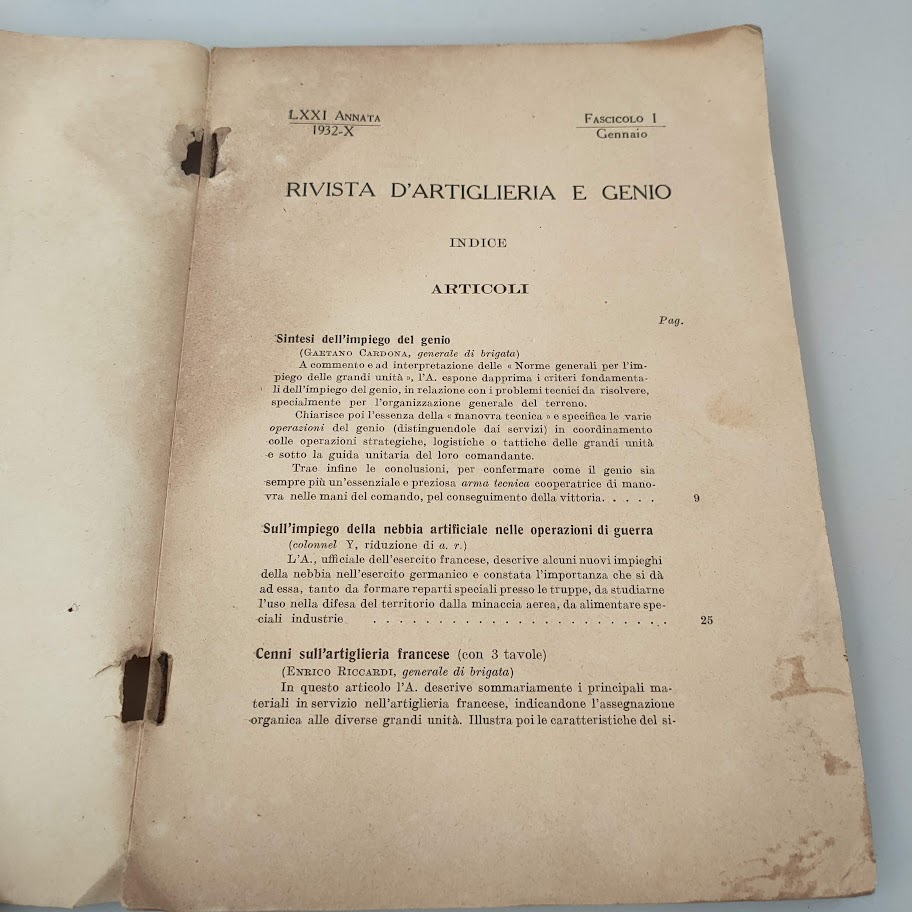 LXXI Annata
1932-X
Fascicolo I
Gennaio
RIVISTA D'ARTIGLIERIA E GENIO
INDICE
ARTICOLI
Pag.
Sintesi dell'impiego del genio
(Gaetano Cardona, generale di brigata)
A commento e ad interpretazione delle « Norme generali per l'im-
piego delle grandi unità », l'A. espone dapprima i criteri fondamenta-
li dell'impiego del genio, in relazione con i problemi tecnici da risolvere,
specialmente per l'organizzazione generale del terreno.
Chiarisce poi l'essenza della « manovra tecnica » e specifica le varie
operazioni del genio (distinguendole dai servizi) in coordinamento
colle operazioni strategiche, logistiche o tattiche delle grandi unità
e sotto la guida unitaria del loro comandante.
Trae infine le conclusioni, per confermare come il genio sia
sempre più un'essenziale e preziosa arma tecnica cooperatrice di mano-
vra nelle mani del comando, pel conseguimento della vittoria. . . . . 9
Sull'impiego della nebbia artificiale nelle operazioni di guerra
(colonnel Y, riduzione di a. r.)
L'A., ufficiale dell'esercito francese, descrive alcuni nuovi impieghi
della nebbia nell'esercito germanico e constata l'importanza che si dà
ad essa, tanto da formare reparti speciali presso le truppe, da studiarne
l'uso nella difesa del territorio dalla minaccia aerea, da alimentare spe-
ciali industrie . . . . . . . . . . . . . . . . . . . . . . 25
Cenni sull'artiglieria francese (con 3 tavole)
(Enrico Riccardi, generale di brigata)
In questo articolo l'A. descrive sommariamente i principali ma-
teriali in servizio nell'artiglieria francese, indicandone l'assegnazione
organica alle diverse grandi unità. Illustra poi le caratteristiche del si-